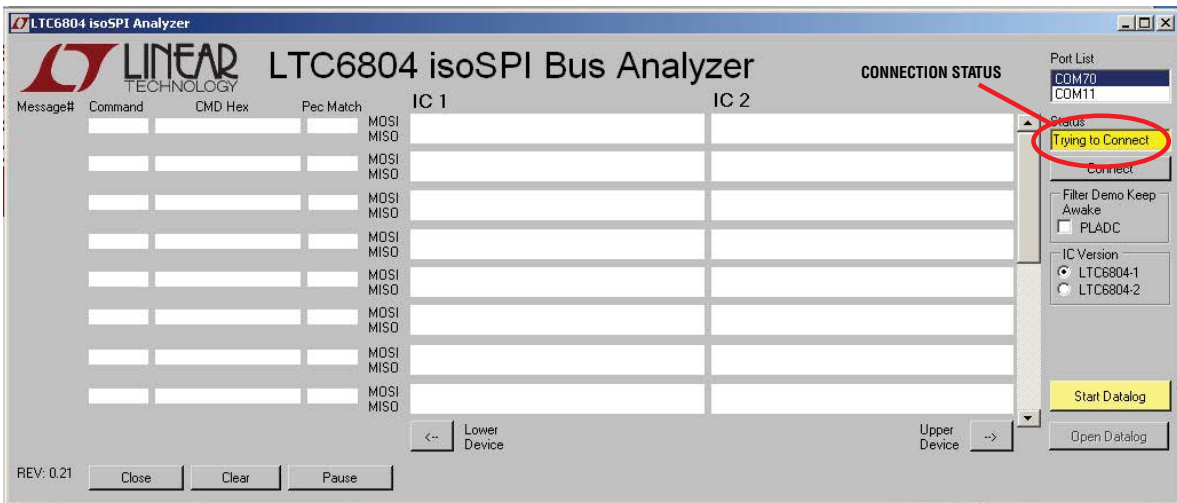 LTC6804 isoSPI Analyzer
LINEAR
TECHNOLOGY
LTC6804 isoSPI Bus Analyzer
CONNECTION STATUS
Port List
COM70
COM11
Message# Command CMD Hex Pec Match IC 1 IC 2
MOSI
MISO
MOSI
MISO
MOSI
MISO
MOSI
MISO
MOSI
MISO
MOSI
MISO
MOSI
MISO
MOSI
MISO
Status
Trying to Connect
Connect
Filter Demo Keep
Awake
PLADC
IC Version
LTC6804-1
LTC6804-2
Start Datalog
Open Datalog
<-- Lower
Device
Upper
Device -->
REV: 0.21 Close Clear Pause